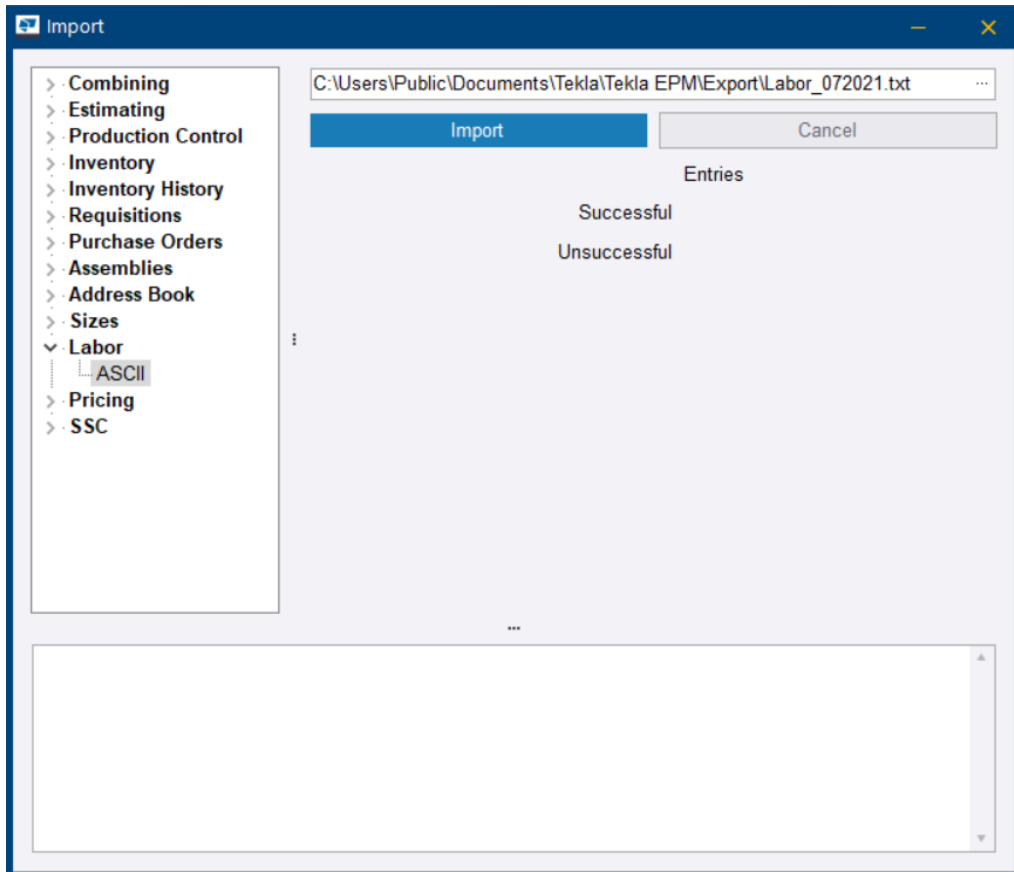 Import
Combining
Estimating
Production Control
Inventory
Inventory History
Requisitions
Purchase Orders
Assemblies
Address Book
Sizes
Labor
ASCII
Pricing
SSC
C:\Users\Public\Documents\Tekla\Tekla EPM\Export\Labor_072021.txt ...
Import Cancel
Entries
Successful
Unsuccessful